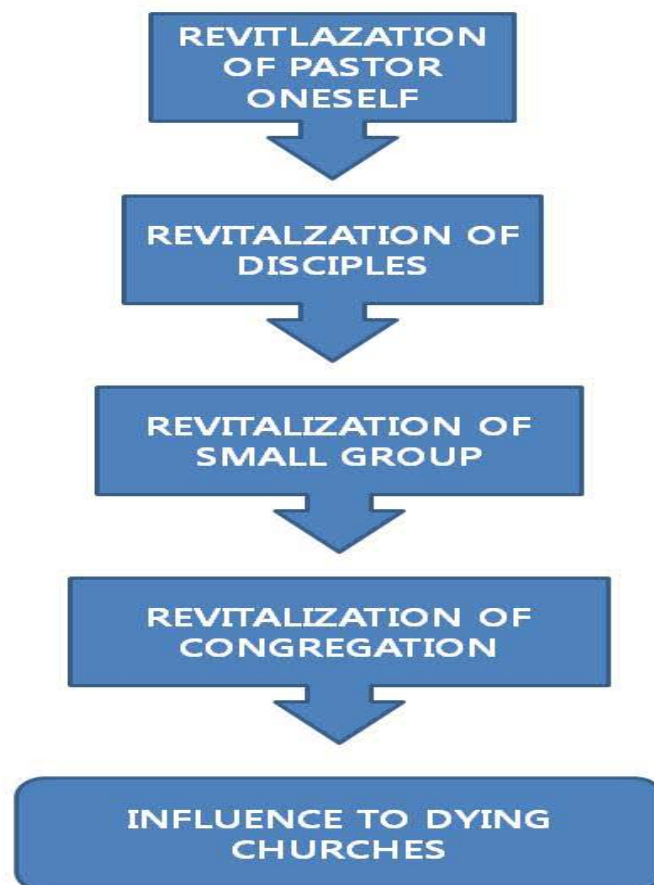 REVITLAZATION
OF PASTOR
ONESELF
REVITALZATION OF
DISCIPLES
REVITALIZATION OF
SMALL GROUP
REVITALIZATION OF
CONGREGATION
INFLUENCE TO DYING
CHURCHES